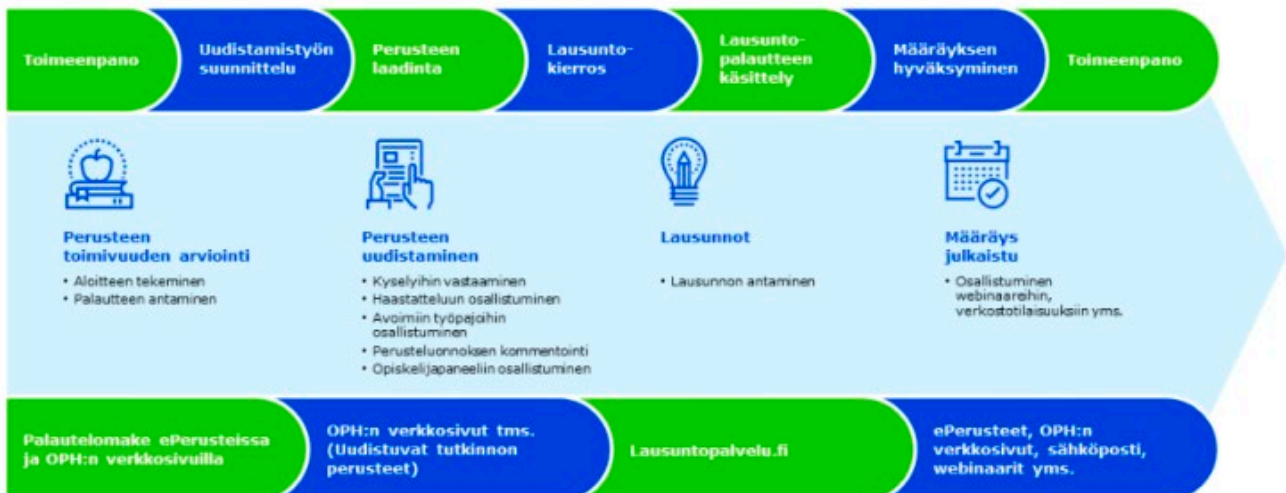 Toimeenpano
Uudistamistyön
suunnittelu
Perusteen
laadinta
Lausunto-
kierros
Lausunto-
palautteen
käsittely
Määräyksen
hyväksyminen
Toimeenpano
Perusteen
toimivuuden arviointi
• Aloitteen tekeminen
• Palautteen antaminen
Perusteen
uudistaminen
• Kyselyihin vastaaminen
• Haastatteluun osallistuminen
• Avoimiin työpajoihin
osallistuminen
• Perusteluonnoksen kommentointi
• Opiskelijapaneeliin osallistuminen
Lausunnot
• Lausunnon antaminen
Määräys
julkaistu
• Osallistuminen
webinaareihin,
verkostotilaisuuksiin yms.
Palautelomake ePerusteissa
ja OPH:n verkkosivuilla
OPH:n verkkosivut tms.
(Uudistuvat tutkinnon
perusteet)
Lausuntopalvelu.fi
ePerusteet, OPH:n
verkkosivut, sähköposti,
webinaarit yms.